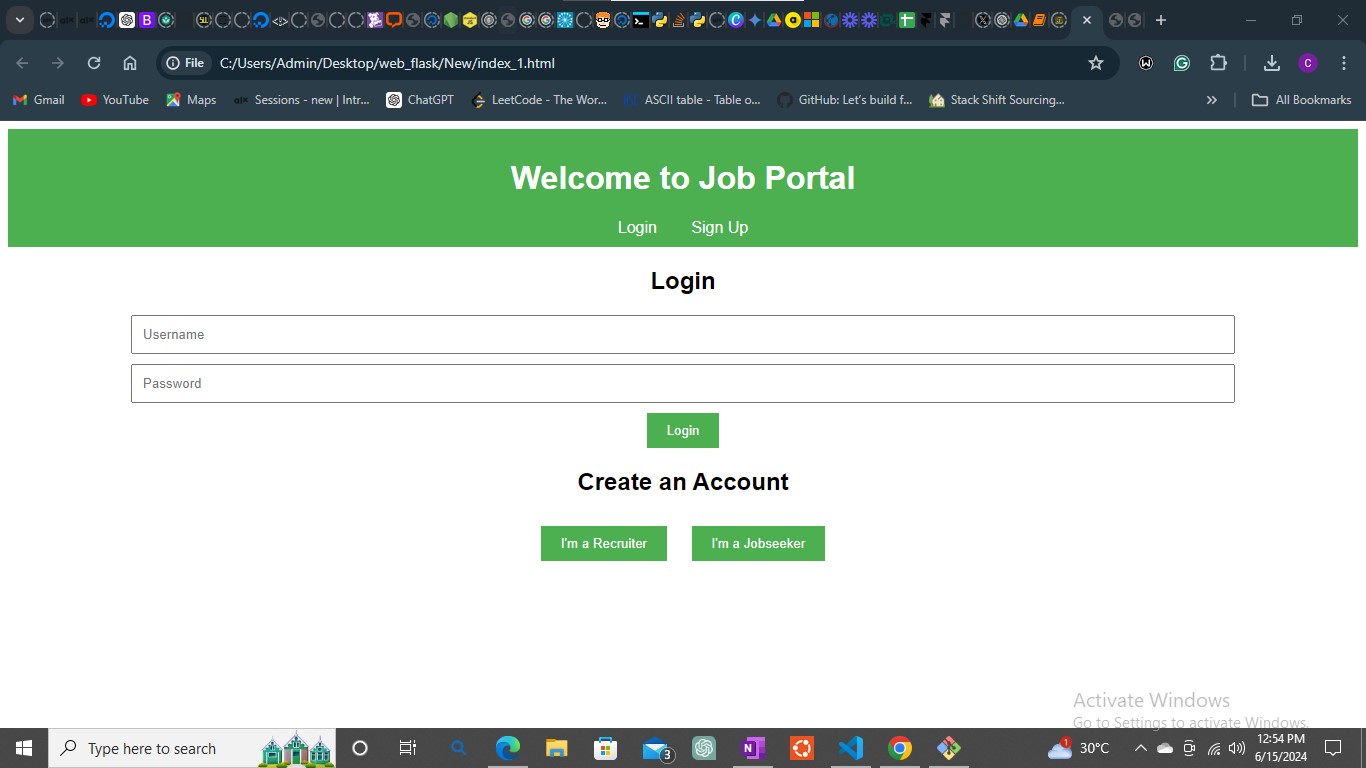 File
C:/Users/Admin/Desktop/web_flask/New/index_1.html
C
Gmail YouTube Maps Sessions - new | Intr... ChatGPT LeetCode - The Wor... ASCII table - Table o... GitHub: Let's build f... Stack Shift Sourcing... » All Bookmarks
Welcome to Job Portal
Login Sign Up
Login
Username
Password
Login
Create an Account
I'm a Recruiter I'm a Jobseeker
Activate Windows
Go to Settings to activate Windows.
Type here to search
3
1
30°C
12:54 PM
6/15/2024